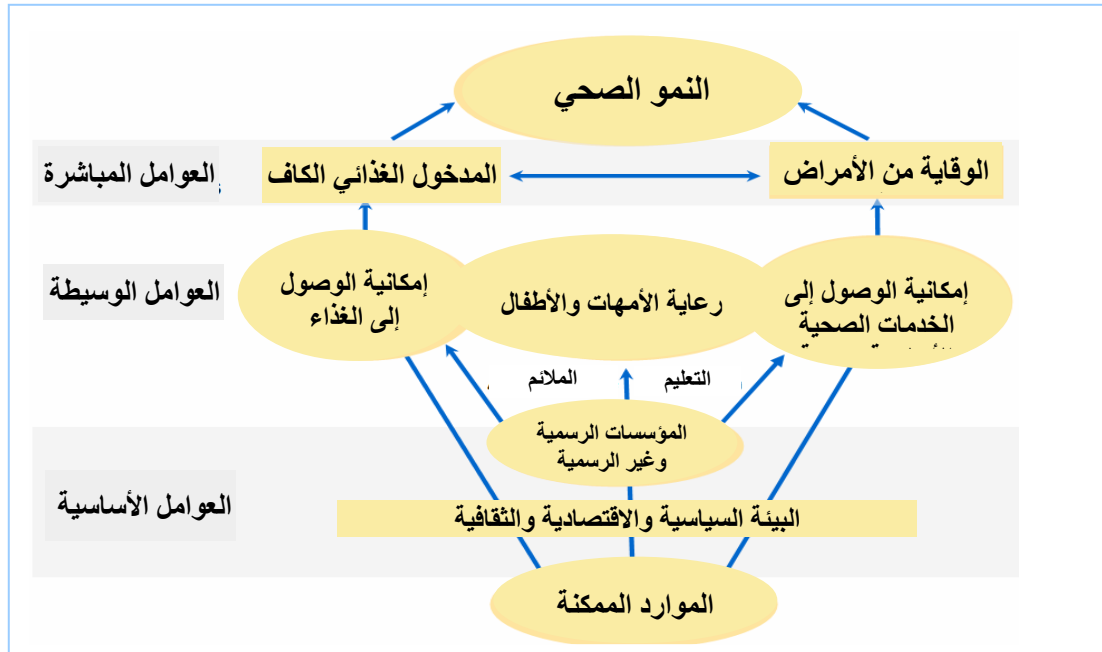 النمو الصحي
العوامل المباشرة
المدخول الغذائي الكاف
الوقاية من الأمراض
العوامل الوسيطة
إمكانية الوصول
إلى الغذاء
رعاية الأمهات والأطفال
إمكانية الوصول إلى
الخدمات الصحية
التعليم الملائم
المؤسسات الرسمية
وغير الرسمية
العوامل الأساسية
البيئة السياسية والاقتصادية والثقافية
الموارد الممكنة